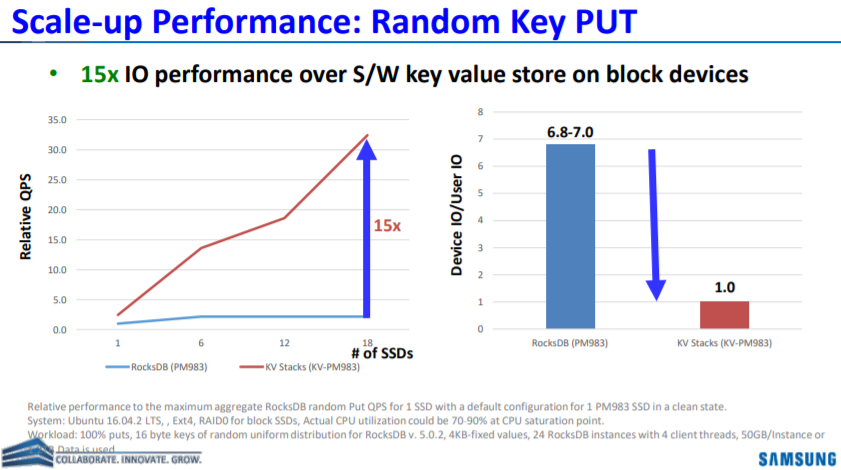 Scale-up Performance: Random Key PUT
• 15x IO performance over S/W key value store on block devices
Relative QPS
35.0
30.0
25.0
20.0
15.0
10.0
5.0
0.0
15x
1
6
12
18
# of SSDs
RocksDB (PM983)
KV Stacks (KV-PM983)
Device IO/User IO
8
7
6
5
4
3
2
1
0
6.8-7.0
1.0
RocksDB (PM983)
KV Stacks (KV-PM983)
Relative performance to the maximum aggregate RocksDB random Put QPS for 1 SSD with a default configuration for 1 PM983 SSD in a clean state.
System: Ubuntu 16.04.2 LTS, , Ext4, RAID0 for block SSDs, Actual CPU utilization could be 70-90% at CPU saturation point.
Workload: 100% puts, 16 byte keys of random uniform distribution for RocksDB v. 5.0.2, 4KB-fixed values, 24 RocksDB instances with 4 client threads, 50GB/Instance or
Data is used
COLLABORATE. INNOVATE. GROW.
SAMSUNG